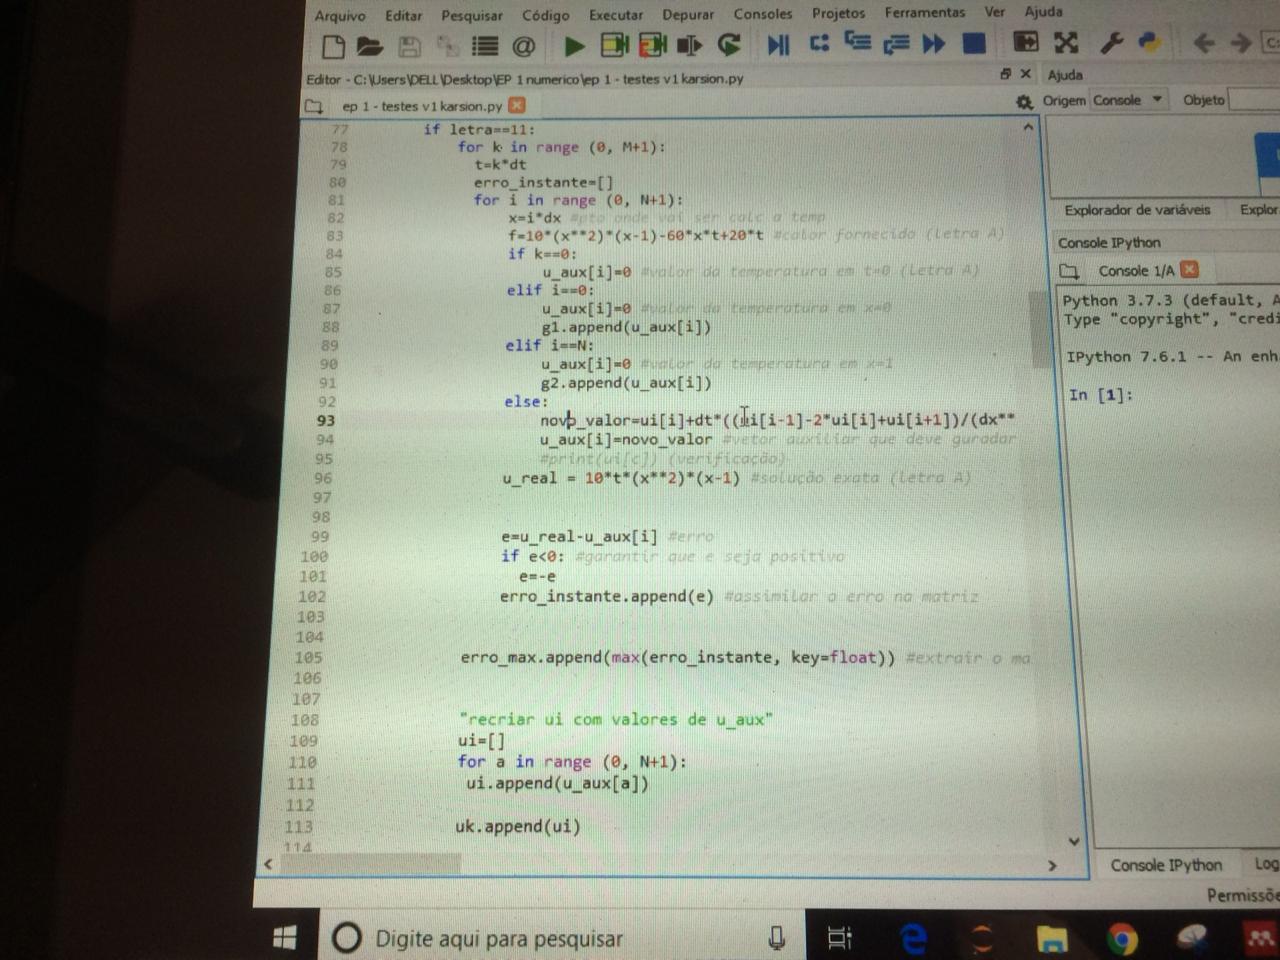 Arquivo Editar Pesquisar Código Executar Depurar Consoles Projetos Ferramentas Ver Ajuda
Editor - C:\Users\DELL\Desktop\EP 1 numerico\ep 1 - testes v1 karsion.py
Ajuda
ep 1 - testes v1 karsion.py
Origem Console Objeto
77 if letra==11:
78 for k in range (0, M+1):
79 t=k*dt
80 erro_instante=[]
81 for i in range (0, N+1):
82 x=i*dx #pto onde vai ser calc a temp
83 f=10*(x**2)*(x-1)-60*x*t+20*t #calor fornecido (Letra A)
84 if k==0:
85 u_aux[i]=0 #valor da temperatura em t=0 (Letra A)
86 elif i==0:
87 u_aux[i]=0 #valor da temperatura em x=0
88 g1.append(u_aux[i])
89 elif i==N:
90 u_aux[i]=0 #valor da temperatura em x=1
91 g2.append(u_aux[i])
92 else:
93 novo_valor=ui[i]+dt*((ui[i-1]-2*ui[i]+ui[i+1])/(dx**
94 u_aux[i]=novo_valor #vetor auxiliar que deve guradar
95 #print(ui[c]) (verificação)
96 u_real = 10*t*(x**2)*(x-1) #solução exata (Letra A)
97
98
99 e=u_real-u_aux[i] #erro
100 if e<0: #garantir que e seja positivo
101 e=-e
102 erro_instante.append(e) #assimilar o erro na matriz
103
104
105 erro_max.append(max(erro_instante, key=float)) #extrair o ma
106
107
108 "recriar ui com valores de u_aux"
109 ui=[]
110 for a in range (0, N+1):
111 ui.append(u_aux[a])
112
113 uk.append(ui)
114
Explorador de variáveis Explor
Console IPython
Console 1/A
Python 3.7.3 (default, A
Type "copyright", "credi
IPython 7.6.1 -- An enh
In [1]:
Console IPython Log
Permissõe
Digite aqui para pesquisar